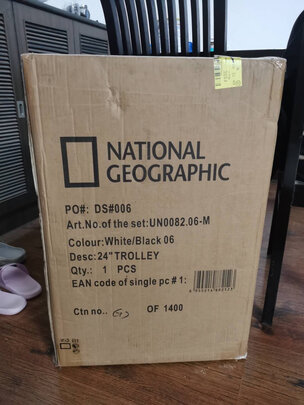 NATIONAL
GEOGRAPHIC
PO#: DS#006
Art.No.of the set:UN0082.06-M
Colour:White/Black 06
Desc:24"TROLLEY
Qty.: 1 PCS
EAN code of single pc# 1:
Ctn no.. OF 1400